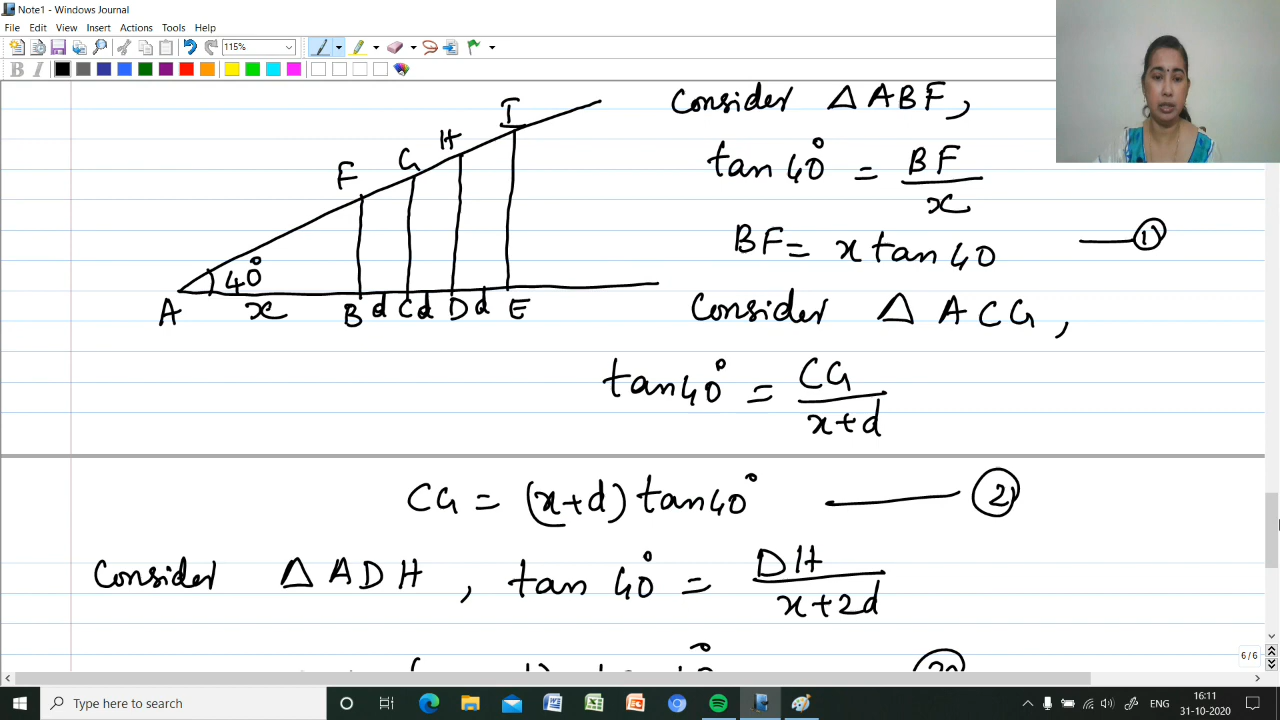 Note1 - Windows Journal
File Edit View Insert Actions Tools Help
115%
B I
Consider △ ABF,
tan 40° = BF/x
BF = x tan 40 —— ①
Consider △ ACG,
tan 40° = CG/x+d
F G H I
40°
A x B d C d D d E
CG = (x+d) tan 40° —— ②
Consider △ ADH, tan 40° = DH/x+2d
6/6
Type here to search
ENG
16:11
31-10-2020